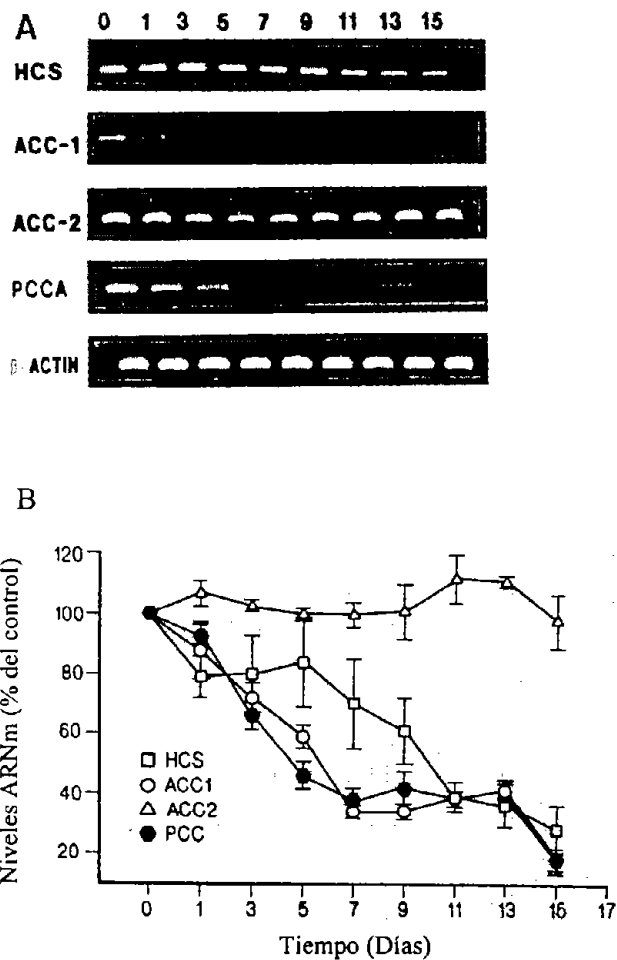 A
0 1 3 5 7 9 11 13 15
HCS
ACC-1
ACC-2
PCCA
β-ACTIN
B
Niveles ARNm (% del control)
120
100
80
60
40
20
HCS
ACC1
ACC2
PCC
0 1 3 5 7 9 11 13 15 17
Tiempo (Días)